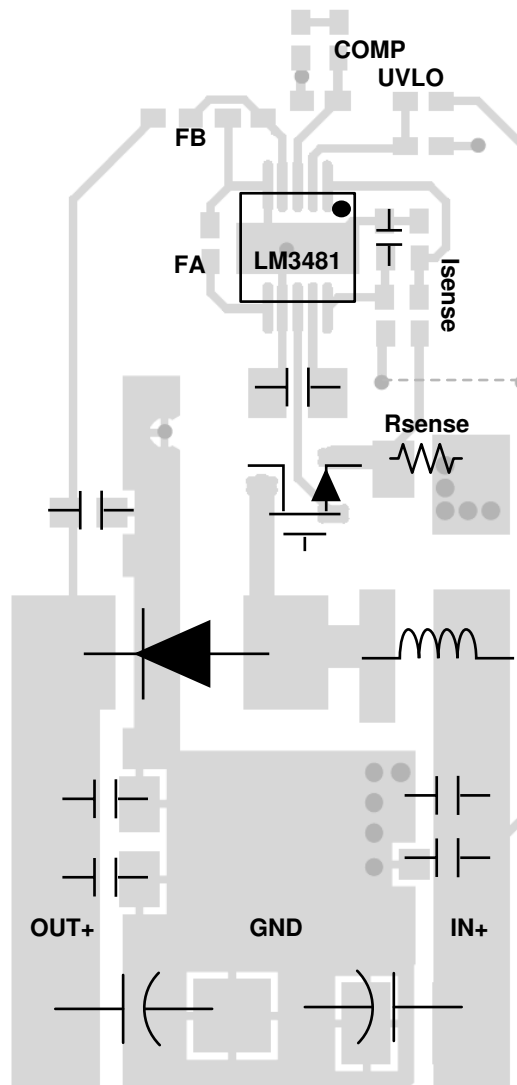 COMP
UVLO
FB
FA
LM3481
Isense
Rsense
OUT+
GND
IN+